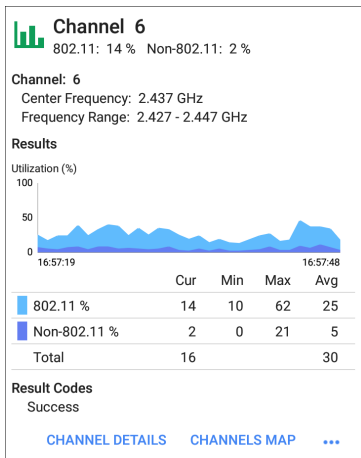 Channel 6
802.11: 14 % Non-802.11: 2 %
Channel: 6
Center Frequency: 2.437 GHz
Frequency Range: 2.427 - 2.447 GHz
Results
Utilization (%)
100
50
0
16:57:19 16:57:48
Cur Min Max Avg
802.11 % 14 10 62 25
Non-802.11 % 2 0 21 5
Total 16 30
Result Codes
Success
CHANNEL DETAILS CHANNELS MAP